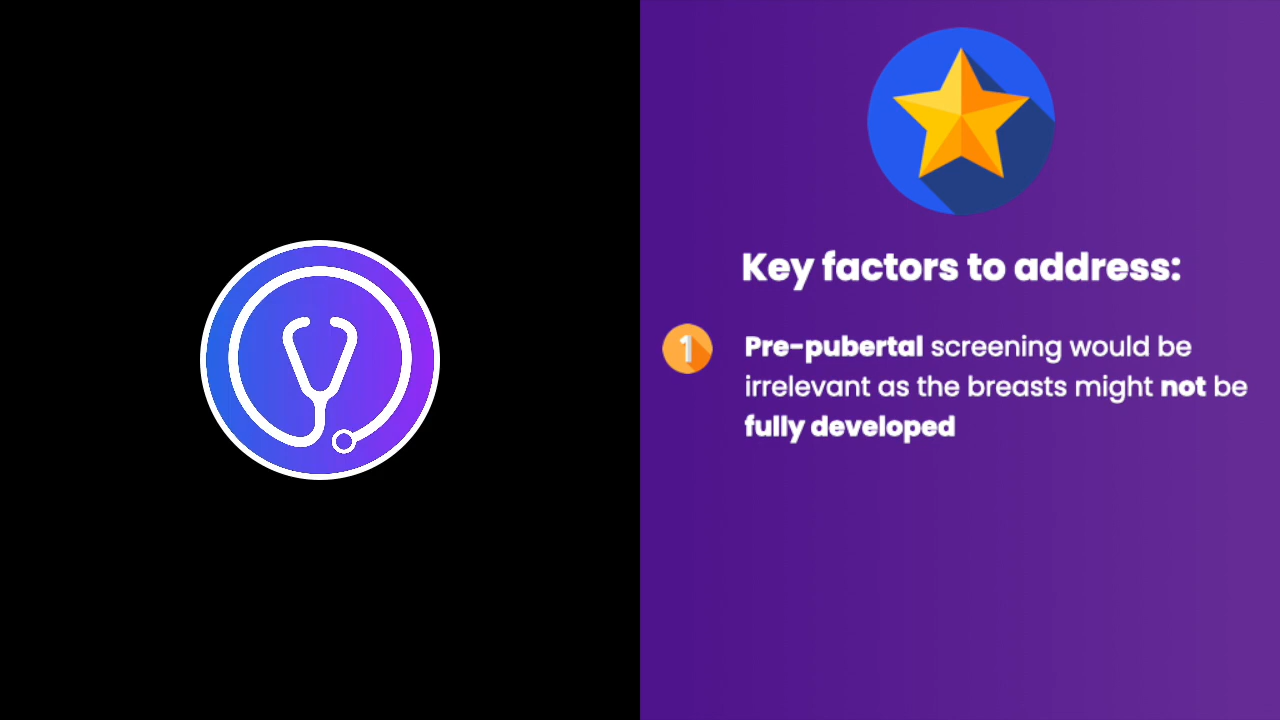 Key factors to address:
1
Pre-pubertal screening would be
irrelevant as the breasts might not be
fully developed